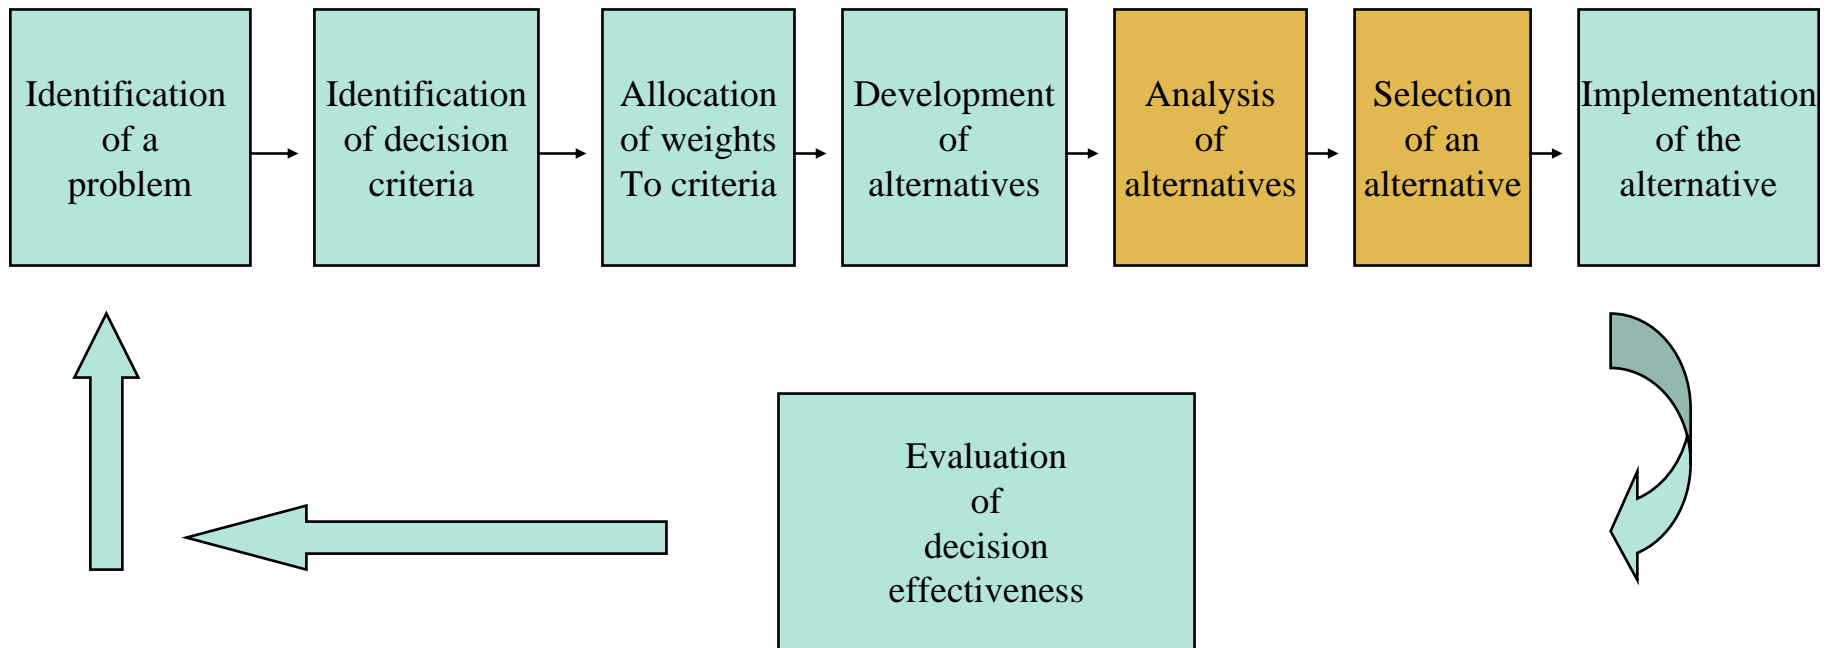 Identification
of a
problem
Identification
of decision
criteria
Allocation
of weights
To criteria
Development
of
alternatives
Analysis
of
alternatives
Selection
of an
alternative
Implementation
of the
alternative
Evaluation
of
decision
effectiveness